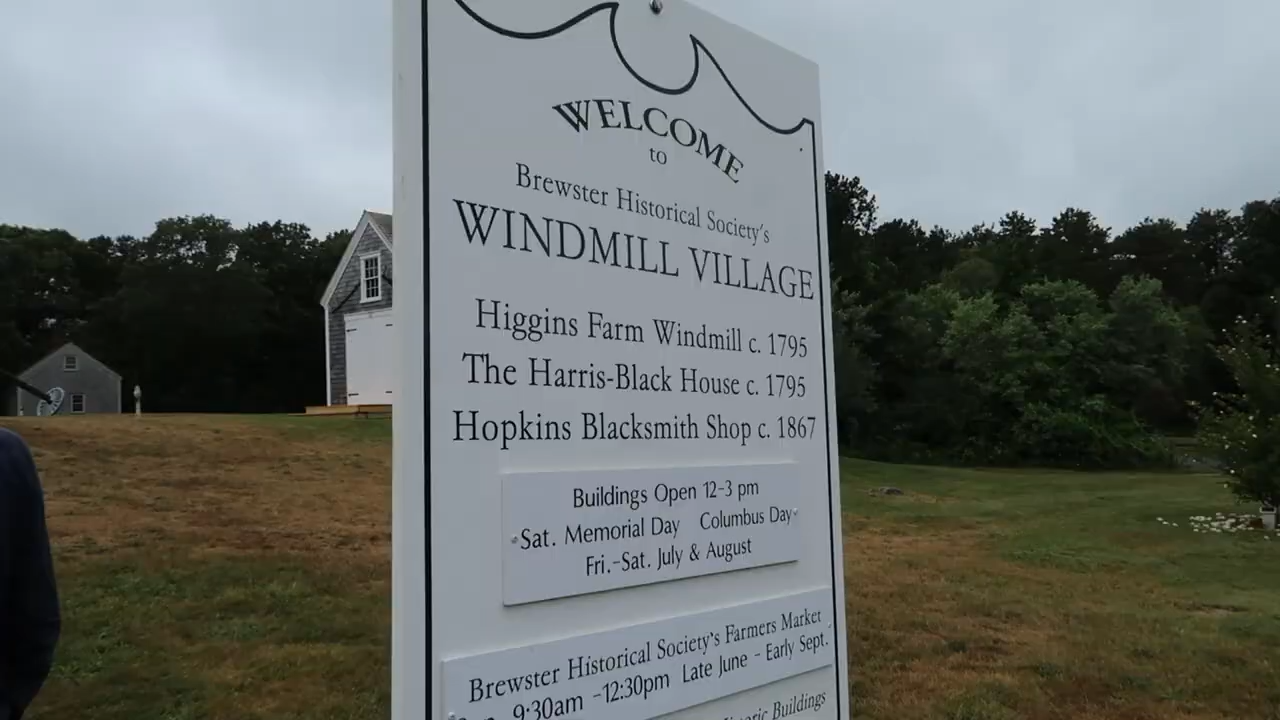 WELCOME
to
Brewster Historical Society's
WINDMILL VILLAGE
Higgins Farm Windmill c. 1795
The Harris-Black House c. 1795
Hopkins Blacksmith Shop c. 1867
Buildings Open 12-3 pm
Sat. Memorial Day Columbus Day
Fri.-Sat. July & August
Brewster Historical Society's Farmers Market
9:30am -12:30pm Late June - Early Sept.
Buildings